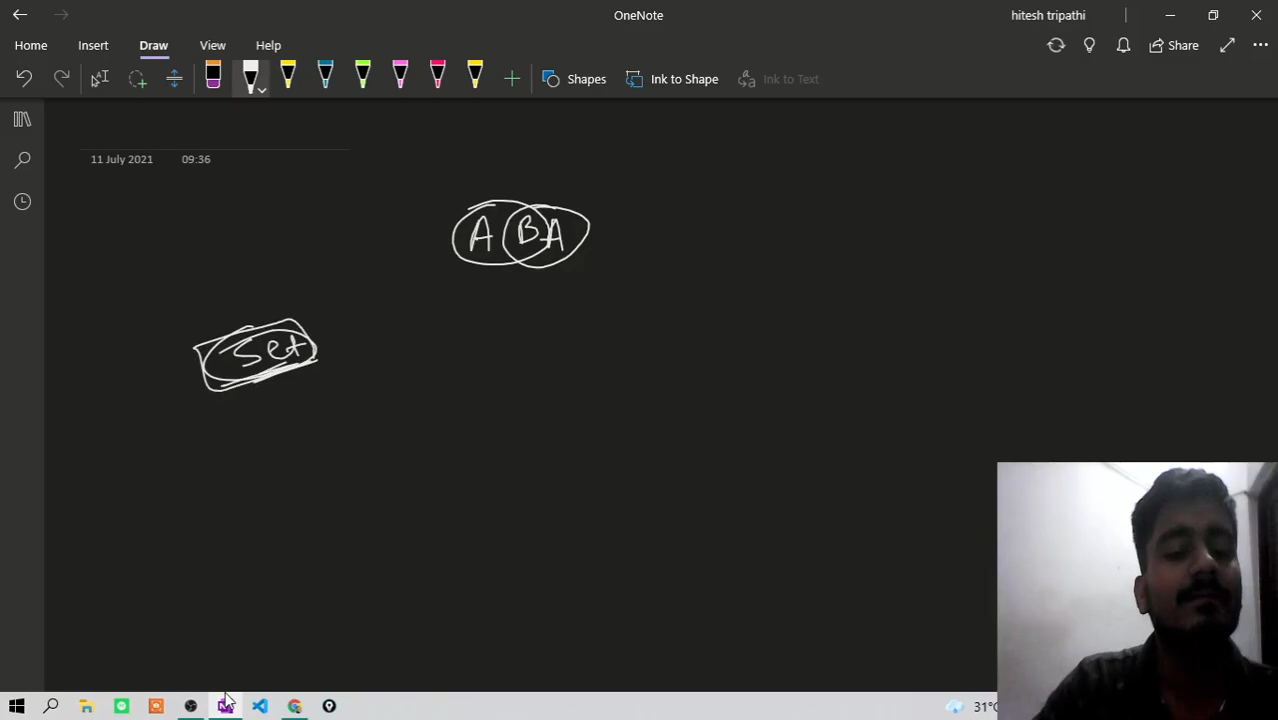 OneNote
hitesh tripathi
Home Insert Draw View Help
Share
Shapes
Ink to Shape
Ink to Text
11 July 2021 09:36
A B A
Set
31°C